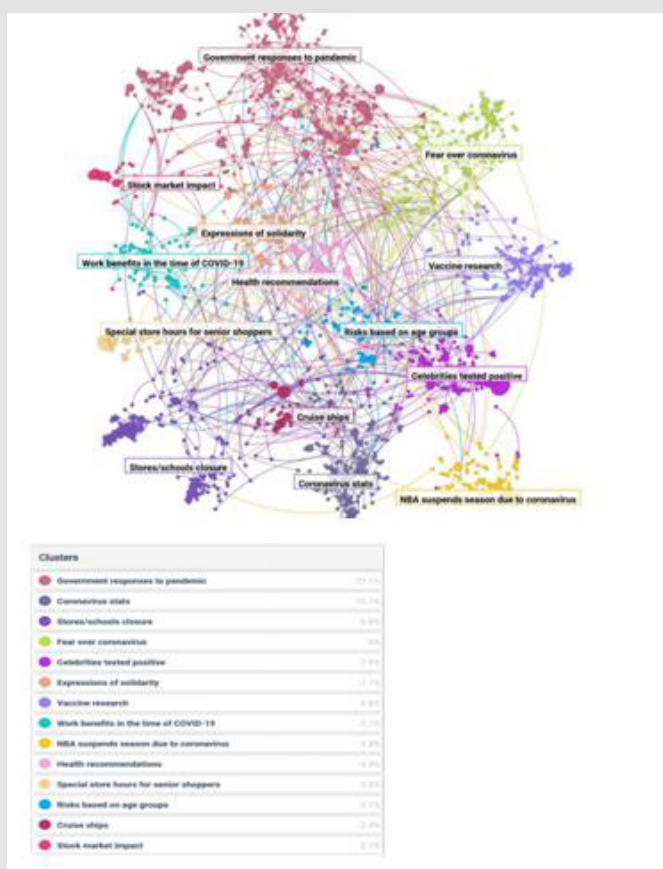 Government responses to pandemic
Fear over coronavirus
Stock market impact
Expressions of solidarity
Work benefits in the time of COVID-19
Vaccine research
Health recommendations
Special store hours for senior shoppers
Risks based on age groups
Celebrities tested positive
Cruise ships
Stores/schools closure
Coronavirus stats
NBA suspends season due to coronavirus
Clusters
Government responses to pandemic
Coronavirus stats
Stores/schools closure
Fear over coronavirus
Celebrities tested positive
Expressions of solidarity
Vaccine research
Work benefits in the time of COVID-19
NBA suspends season due to coronavirus
Health recommendations
Special store hours for senior shoppers
Risks based on age groups
Cruise ships
Stock market impact